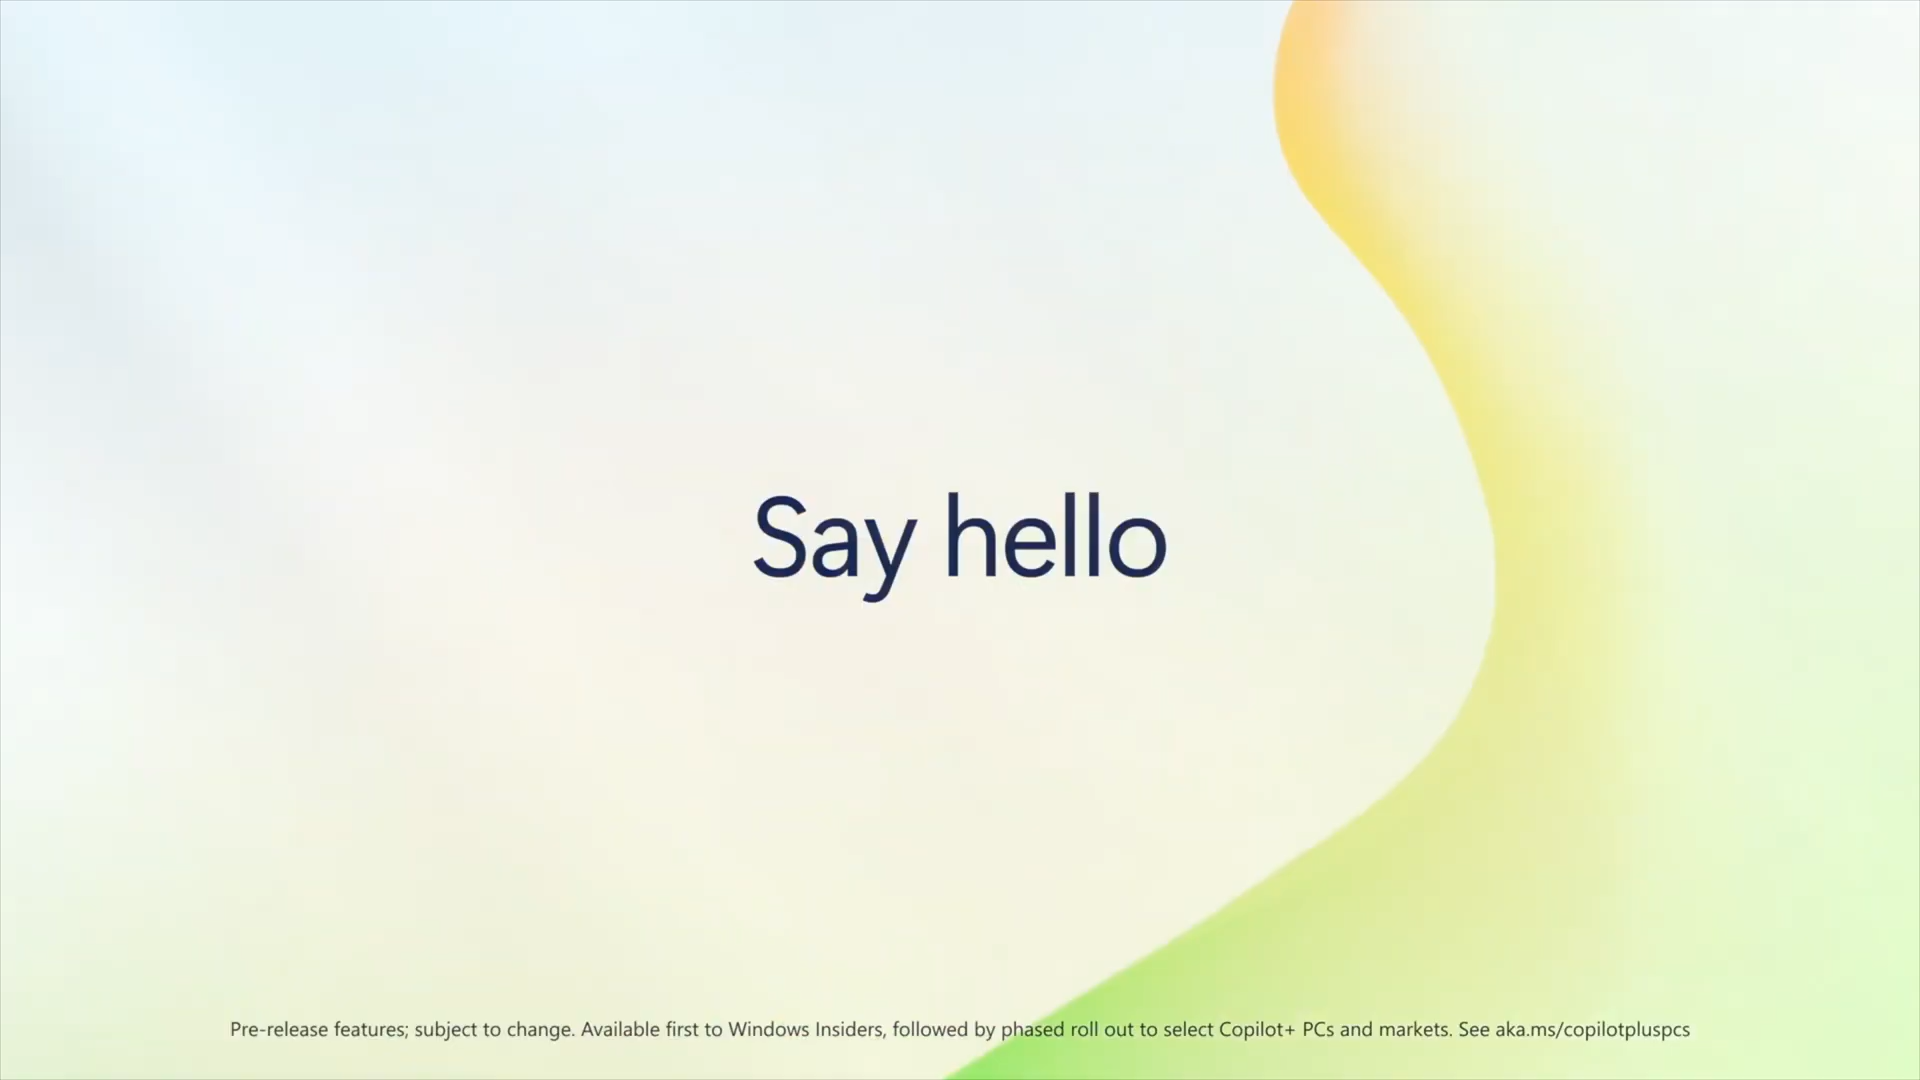 Say hello
Pre-release features; subject to change. Available first to Windows Insiders, followed by phased roll out to select Copilot+ PCs and markets. See aka.ms/copilotpluspcs